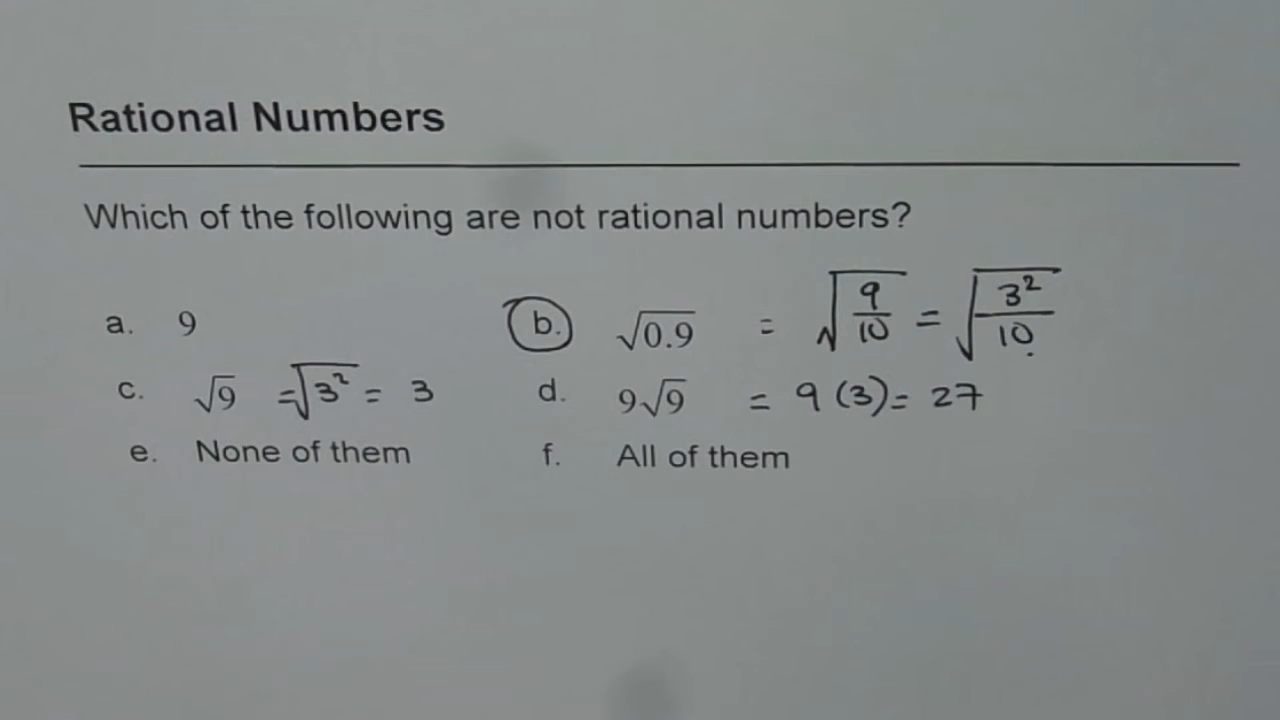 Rational Numbers
Which of the following are not rational numbers?
a. 9 b. √0.9 = √(9/10) = √(3²/10)
c. √9 = √3² = 3 d. 9√9 = 9 (3) = 27
e. None of them f. All of them